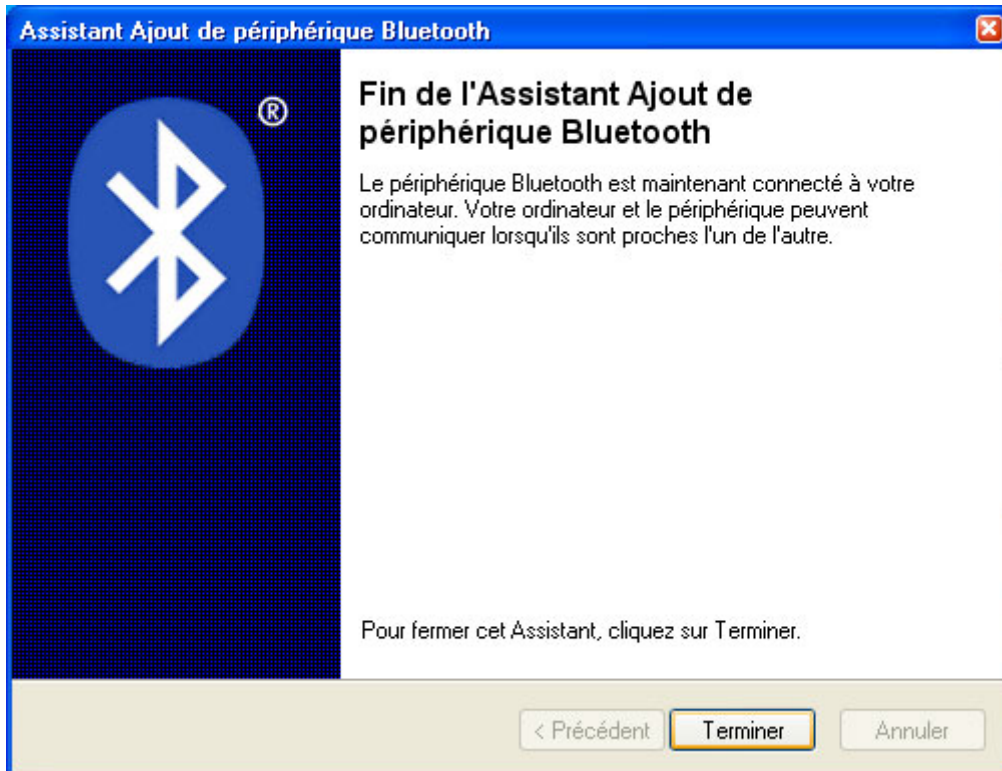 Assistant Ajout de périphérique Bluetooth
®
Fin de l'Assistant Ajout de
périphérique Bluetooth
Le périphérique Bluetooth est maintenant connecté à votre
ordinateur. Votre ordinateur et le périphérique peuvent
communiquer lorsqu'ils sont proches l'un de l'autre.
Pour fermer cet Assistant, cliquez sur Terminer.
< Précédent Terminer Annuler